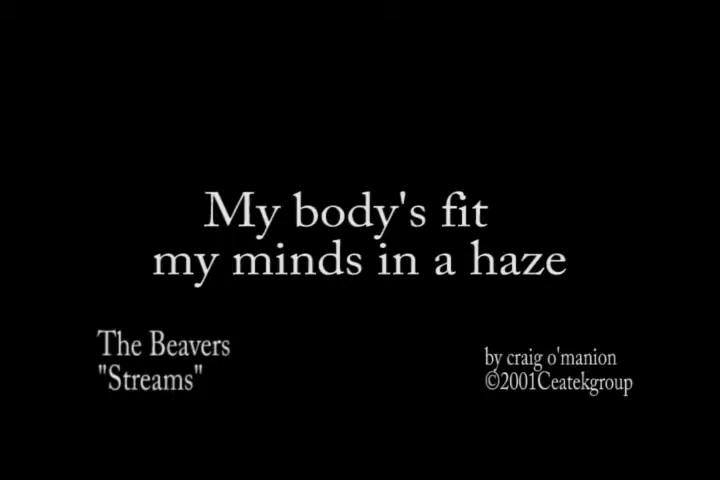 My body's fit
my minds in a haze
The Beavers
"Streams"
by craig o'manion
©2001Ceatekgroup